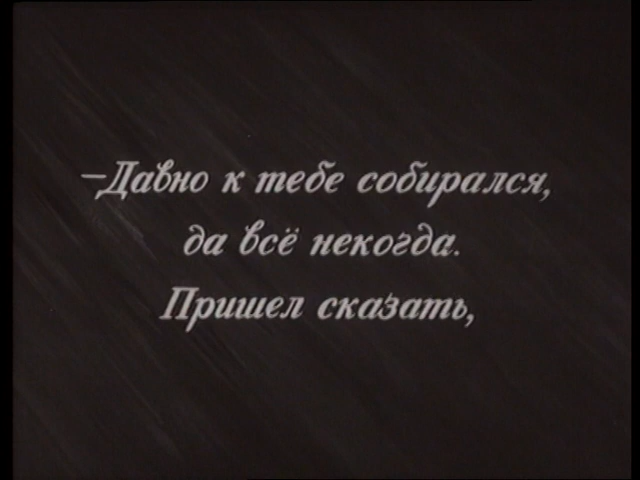 –Давно к тебе собирался,
да всё некогда.
Пришел сказать,